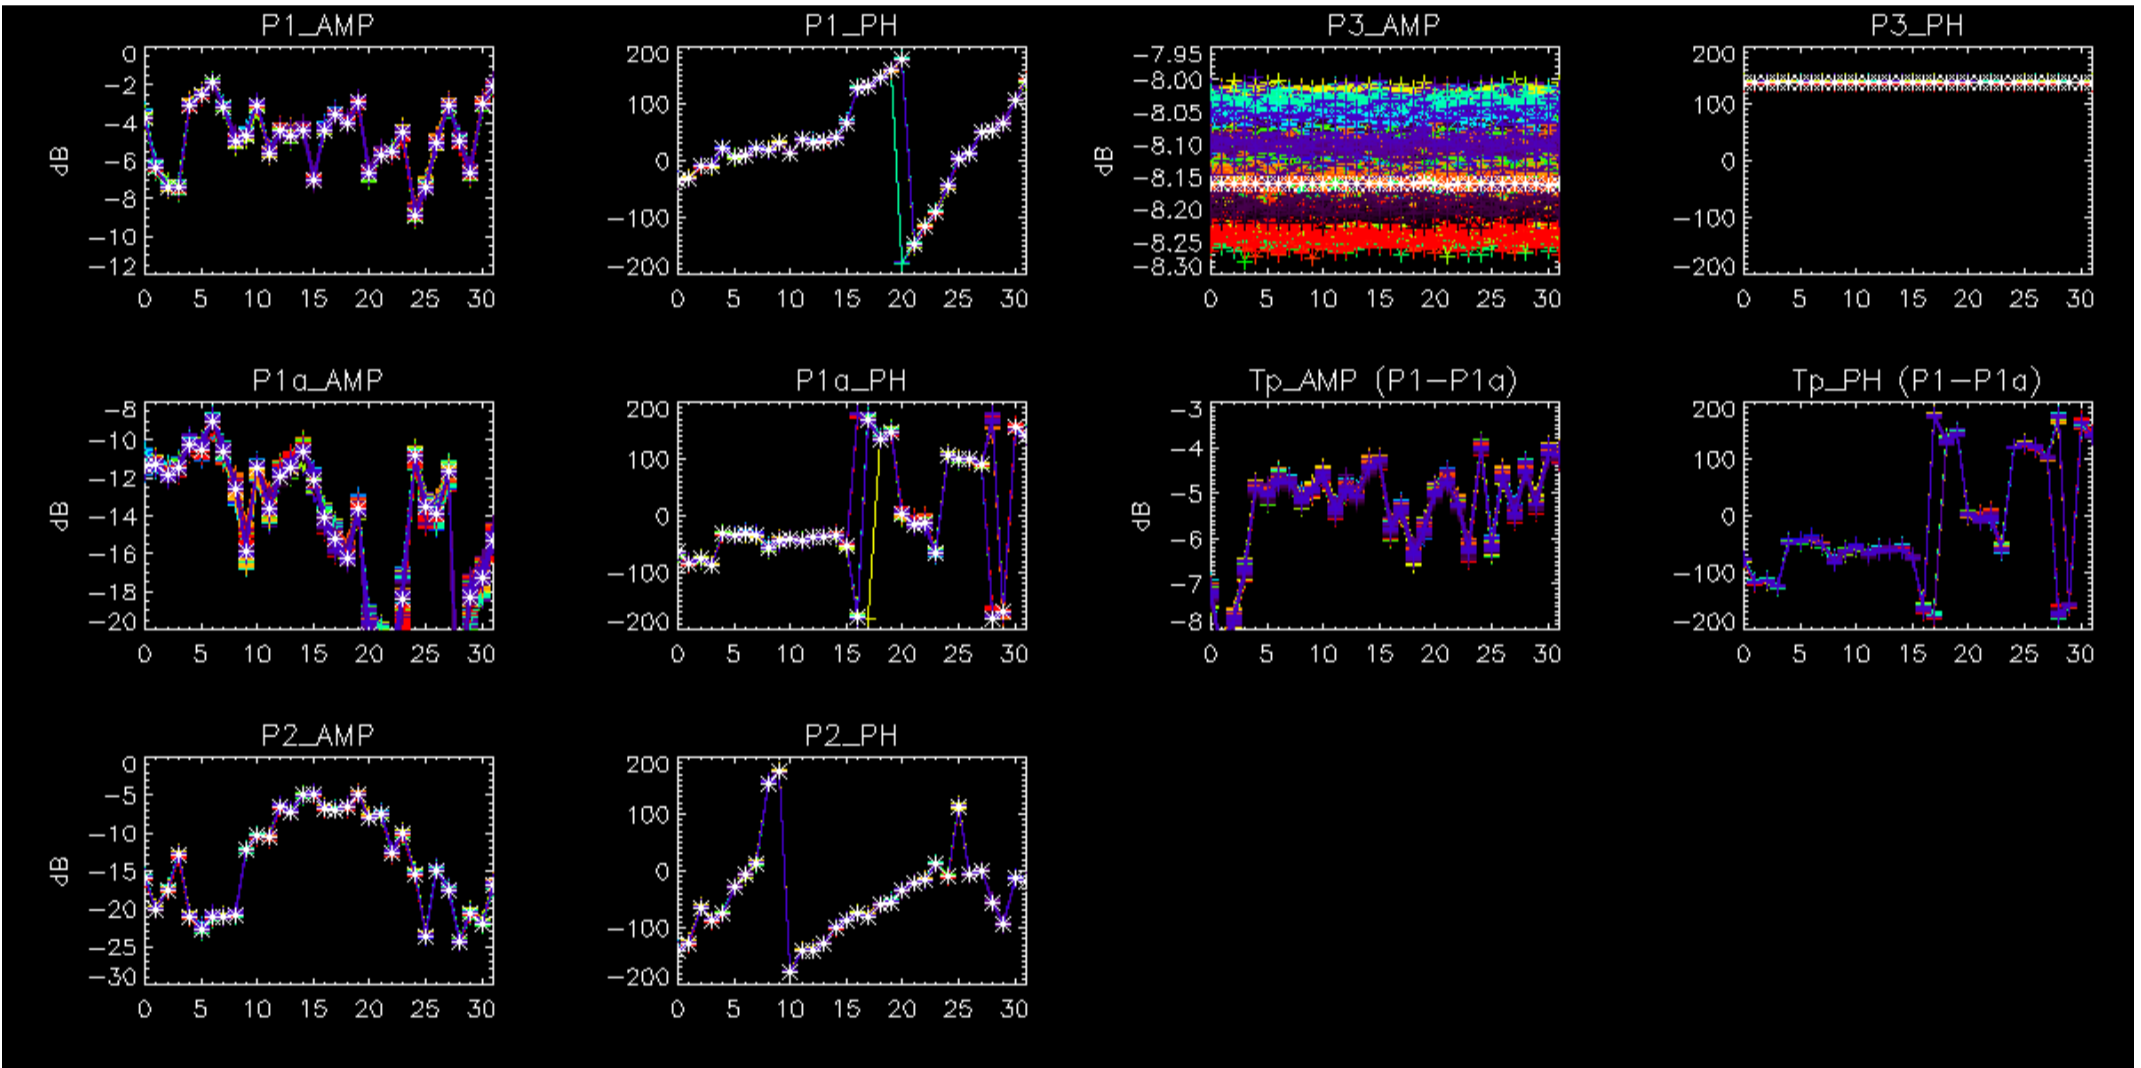 P1_AMP
P1_PH
P3_AMP
P3_PH
0
-2
-4
-6
-8
-10
-12
dB
0 5 10 15 20 25 30
200
100
0
-100
-200
0 5 10 15 20 25 30
-7.95
-8.00
-8.05
-8.10
-8.15
-8.20
-8.25
-8.30
dB
0 5 10 15 20 25 30
200
100
0
-100
-200
0 5 10 15 20 25 30
P1a_AMP
P1a_PH
Tp_AMP (P1-P1a)
Tp_PH (P1-P1a)
-8
-10
-12
-14
-16
-18
-20
dB
0 5 10 15 20 25 30
200
100
0
-100
-200
0 5 10 15 20 25 30
-3
-4
-5
-6
-7
-8
dB
0 5 10 15 20 25 30
200
100
0
-100
-200
0 5 10 15 20 25 30
P2_AMP
P2_PH
0
-5
-10
-15
-20
-25
-30
dB
0 5 10 15 20 25 30
200
100
0
-100
-200
0 5 10 15 20 25 30